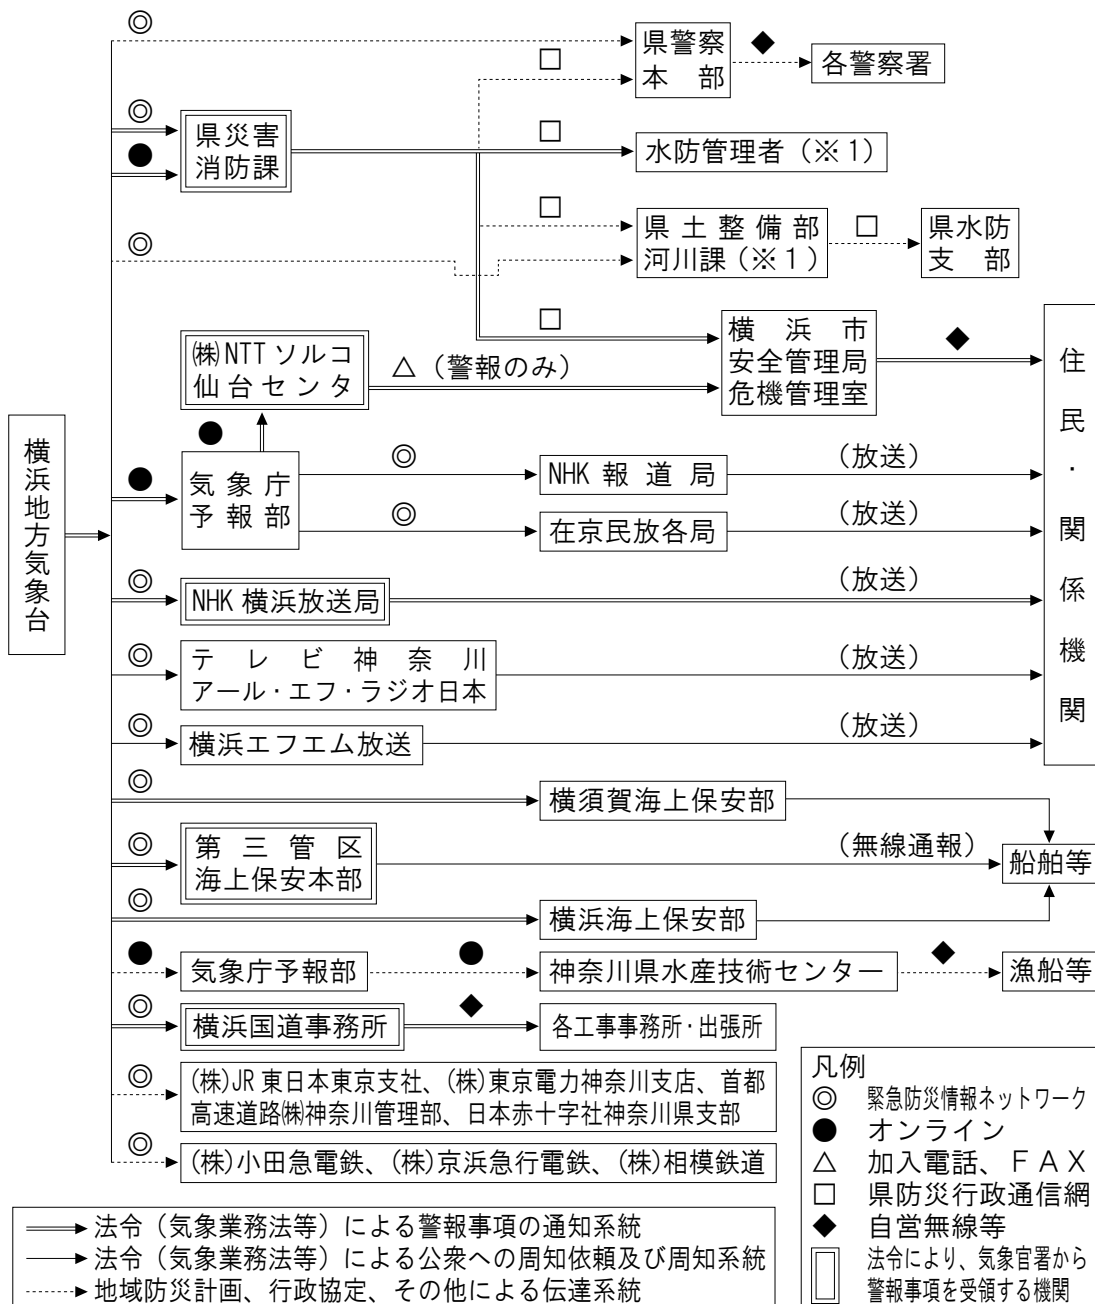 ◎
県警察
本部
◆
各警察署
□
◎
県災害
消防課
●
□
水防管理者（※１）
□
県土整備部
河川課（※１）
□
県水防
支部
◎
□
横浜市
安全管理局
危機管理室
◆
㈱NTTソルコ
仙台センタ
△（警報のみ）
住民・関係機関
横浜地方気象台
●
●
気象庁
予報部
◎
NHK報道局
（放送）
◎
在京民放各局
（放送）
◎
NHK横浜放送局
（放送）
◎
テレビ神奈川
アール・エフ・ラジオ日本
（放送）
◎
横浜エフエム放送
（放送）
◎
横須賀海上保安部
◎
第三管区
海上保安本部
（無線通報）
船舶等
◎
横浜海上保安部
●
気象庁予報部
●
神奈川県水産技術センター
◆
漁船等
◎
横浜国道事務所
◆
各工事事務所・出張所
◎
(株)JR東日本東京支社、(株)東京電力神奈川支店、首都
高速道路㈱神奈川管理部、日本赤十字社神奈川県支部
◎
(株)小田急電鉄、(株)京浜急行電鉄、(株)相模鉄道
凡例
◎ 緊急防災情報ネットワーク
● オンライン
△ 加入電話、ＦＡＸ
□ 県防災行政通信網
◆ 自営無線等
法令により、気象官署から
警報事項を受領する機関
法令（気象業務法等）による警報事項の通知系統
法令（気象業務法等）による公衆への周知依頼及び周知系統
地域防災計画、行政協定、その他による伝達系統